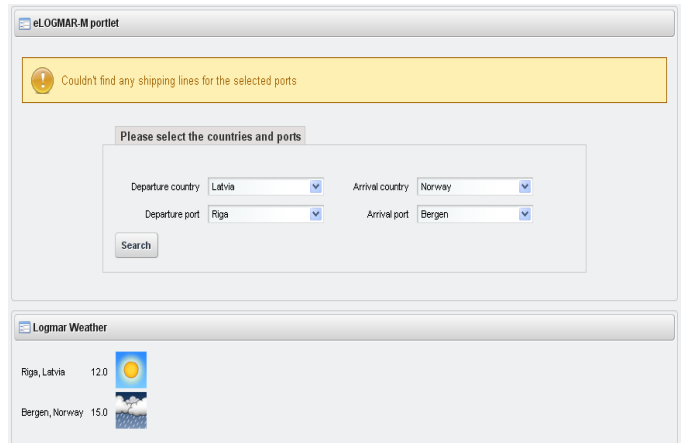 eLOGMAR-M portlet
Couldn't find any shipping lines for the selected ports
Please select the countries and ports
Departure country Latvia Arrival country Norway
Departure port Riga Arrival port Bergen
Search
Logmar Weather
Riga, Latvia 12.0
Bergen, Norway 15.0